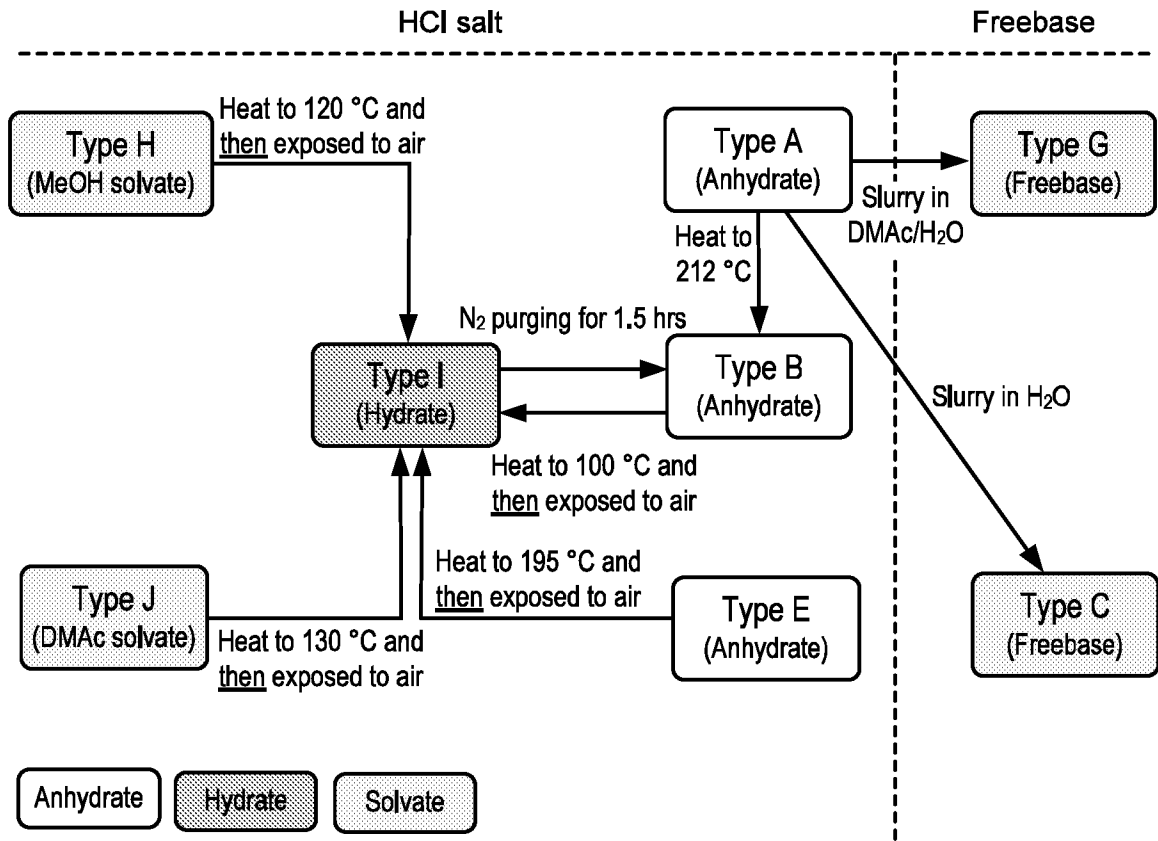 HCl salt
Freebase
Heat to 120 °C and
then exposed to air
Type H
(MeOH solvate)
Type A
(Anhydrate)
Type G
(Freebase)
Slurry in
DMAc/H₂O
Heat to
212 °C
N₂ purging for 1.5 hrs
Type I
(Hydrate)
Type B
(Anhydrate)
Slurry in H₂O
Heat to 100 °C and
then exposed to air
Heat to 195 °C and
then exposed to air
Type J
(DMAc solvate)
Type E
(Anhydrate)
Type C
(Freebase)
Heat to 130 °C and
then exposed to air
Anhydrate
Hydrate
Solvate